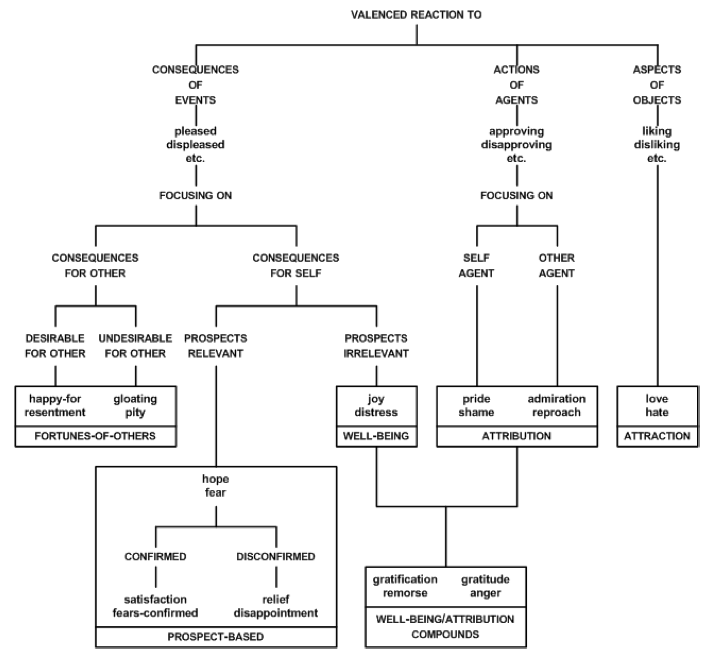 VALENCED REACTION TO
CONSEQUENCES
OF
EVENTS
ACTIONS
OF
AGENTS
ASPECTS
OF
OBJECTS
pleased
displeased
etc.
approving
disapproving
etc.
liking
disliking
etc.
FOCUSING ON
FOCUSING ON
CONSEQUENCES
FOR OTHER
CONSEQUENCES
FOR SELF
SELF
AGENT
OTHER
AGENT
DESIRABLE
FOR OTHER
UNDESIRABLE
FOR OTHER
PROSPECTS
RELEVANT
PROSPECTS
IRRELEVANT
happy-for
resentment
gloating
pity
FORTUNES-OF-OTHERS
joy
distress
WELL-BEING
pride
shame
admiration
reproach
ATTRIBUTION
love
hate
ATTRACTION
hope
fear
CONFIRMED
DISCONFIRMED
satisfaction
fears-confirmed
relief
disappointment
PROSPECT-BASED
gratification
remorse
gratitude
anger
WELL-BEING/ATTRIBUTION
COMPOUNDS